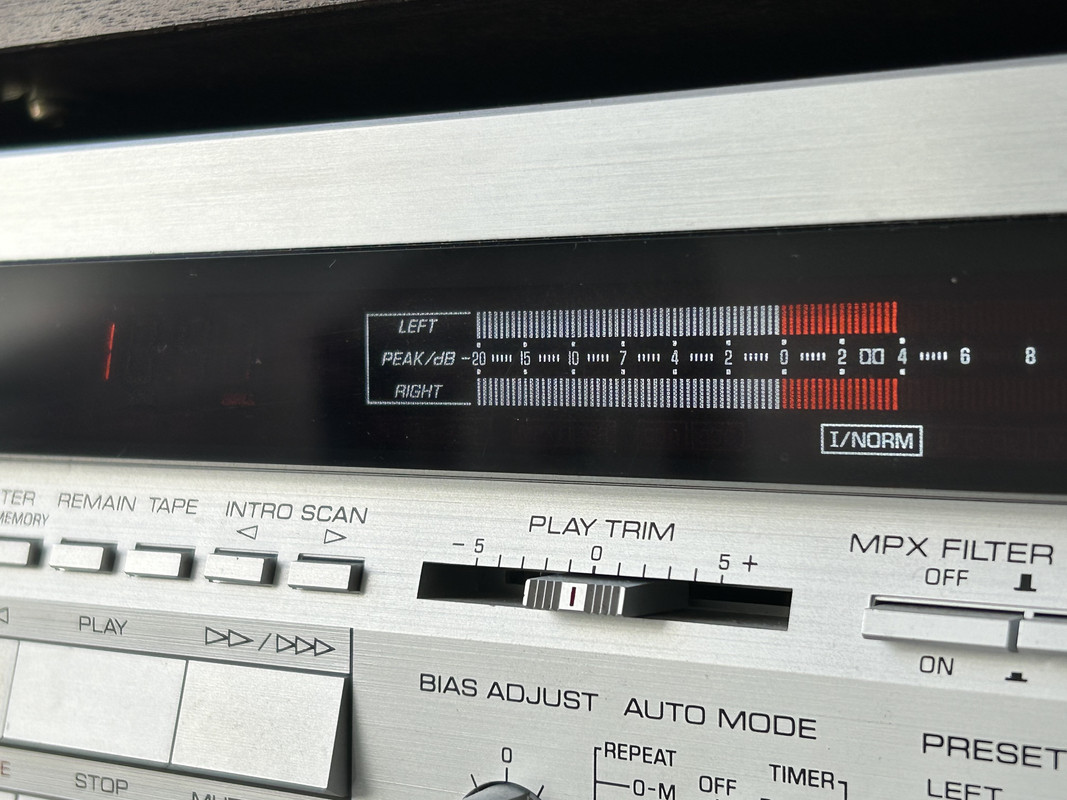 LEFT
PEAK/dB -20 15 10 7 4 2 0 2 4 6 8
RIGHT
I/NORM
MEMORY
REMAIN TAPE
INTRO SCAN
PLAY TRIM
-5 0 5+
MPX FILTER
OFF
ON
PLAY
STOP
BIAS ADJUST
0
AUTO MODE
REPEAT
0-M
OFF
TIMER
PRESET
LEFT